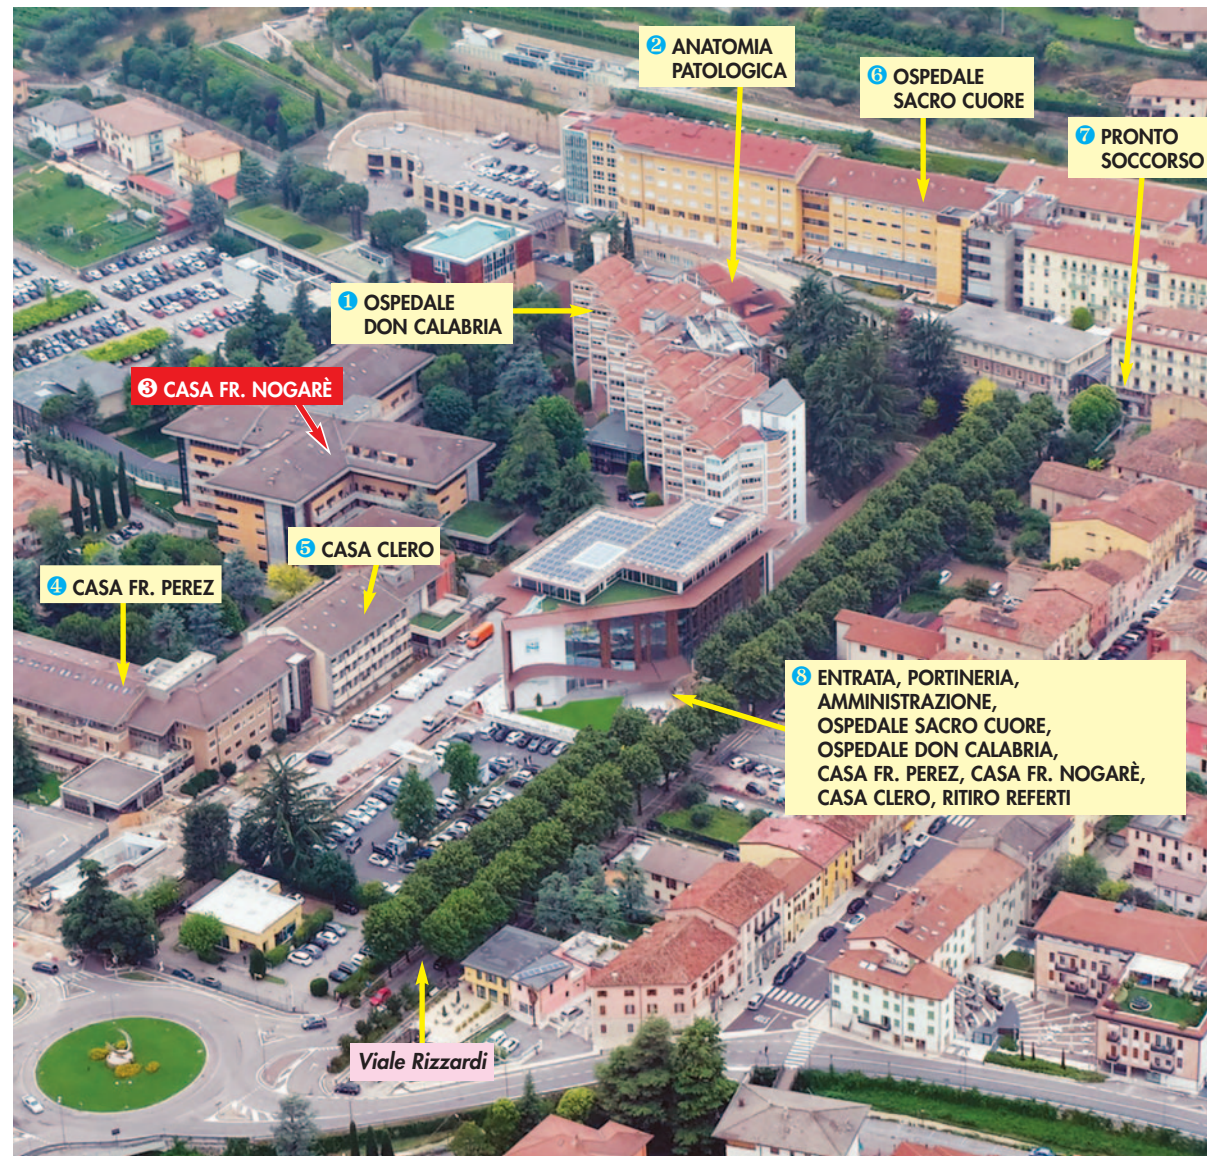 ❷ ANATOMIA
PATOLOGICA
❻ OSPEDALE
SACRO CUORE
❼ PRONTO
SOCCORSO
❶ OSPEDALE
DON CALABRIA
❸ CASA FR. NOGARÈ
❺ CASA CLERO
❹ CASA FR. PEREZ
❽ ENTRATA, PORTINERIA,
AMMINISTRAZIONE,
OSPEDALE SACRO CUORE,
OSPEDALE DON CALABRIA,
CASA FR. PEREZ, CASA FR. NOGARÈ,
CASA CLERO, RITIRO REFERTI
Viale Rizzardi